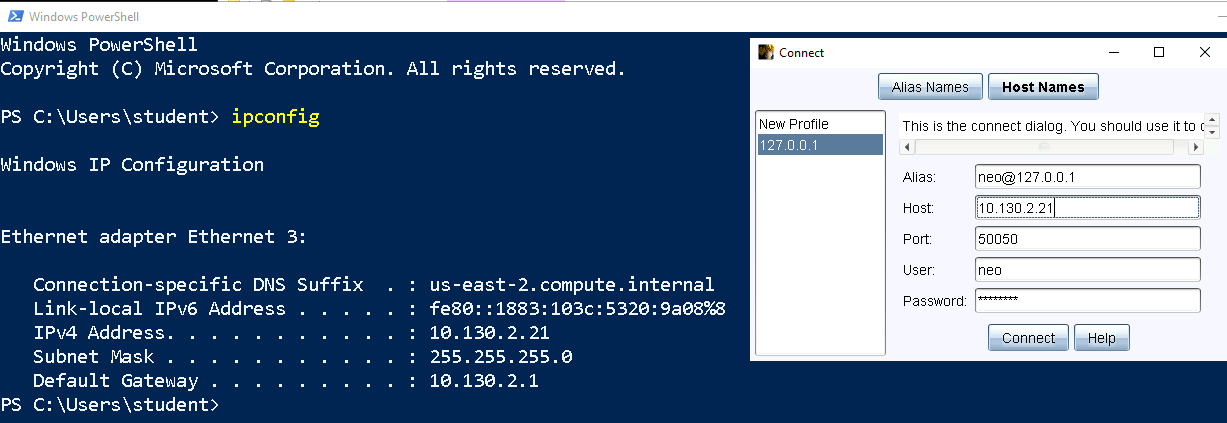 Windows PowerShell
Windows PowerShell
Copyright (C) Microsoft Corporation. All rights reserved.
PS C:\Users\student> ipconfig
Windows IP Configuration
Ethernet adapter Ethernet 3:
Connection-specific DNS Suffix  . : us-east-2.compute.internal
Link-local IPv6 Address . . . . . : fe80::1883:103c:5320:9a08%8
IPv4 Address. . . . . . . . . . . : 10.130.2.21
Subnet Mask . . . . . . . . . . . : 255.255.255.0
Default Gateway . . . . . . . . . : 10.130.2.1
PS C:\Users\student>
Connect
Alias Names Host Names
New Profile
127.0.0.1
This is the connect dialog. You should use it to
Alias: neo@127.0.0.1
Host: 10.130.2.21
Port: 50050
User: neo
Password: ********
Connect Help